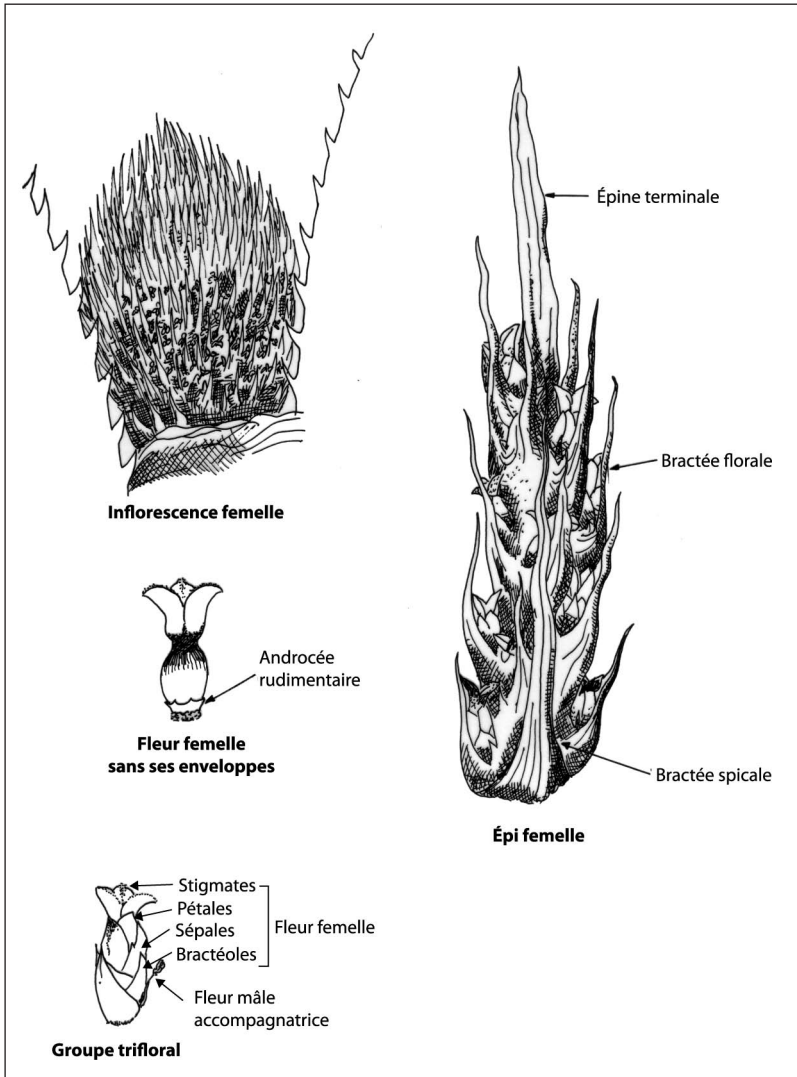 Épine terminale
Bractée florale
Inflorescence femelle
Androcée
rudimentaire
Fleur femelle
sans ses enveloppes
Bractée spicale
Épi femelle
Stigmates
Pétales
Sépales
Bractéoles
Fleur femelle
Fleur mâle
accompagnatrice
Groupe trifloral